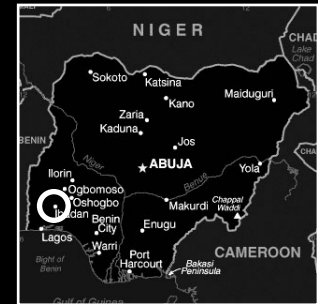 NIGER
CHAD
Lake
Chad
Sokoto
Katsina
Kano
Maiduguri
Zaria
Kaduna
Jos
BENIN
Niger
ABUJA
Yola
Ilorin
Benue
Ogbomoso
Oshogbo
Makurdi
Chappal
Waddi
Ibadan
Benin
City
Enugu
Lagos
Warri
CAMEROON
Bight of
Benin
Port
Harcourt
Bakasi
Peninsula
Gulf of Guinea